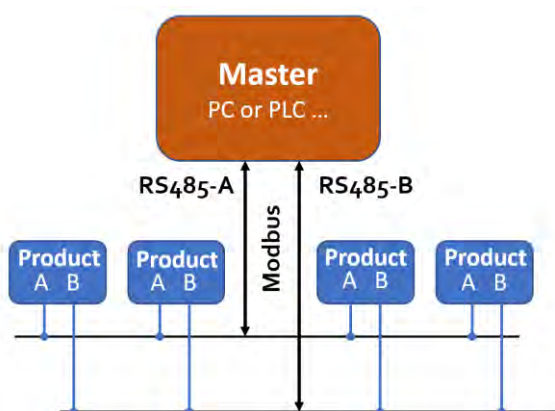 Master
PC or PLC ...
RS485-A
RS485-B
Modbus
Product
A B
Product
A B
Product
A B
Product
A B